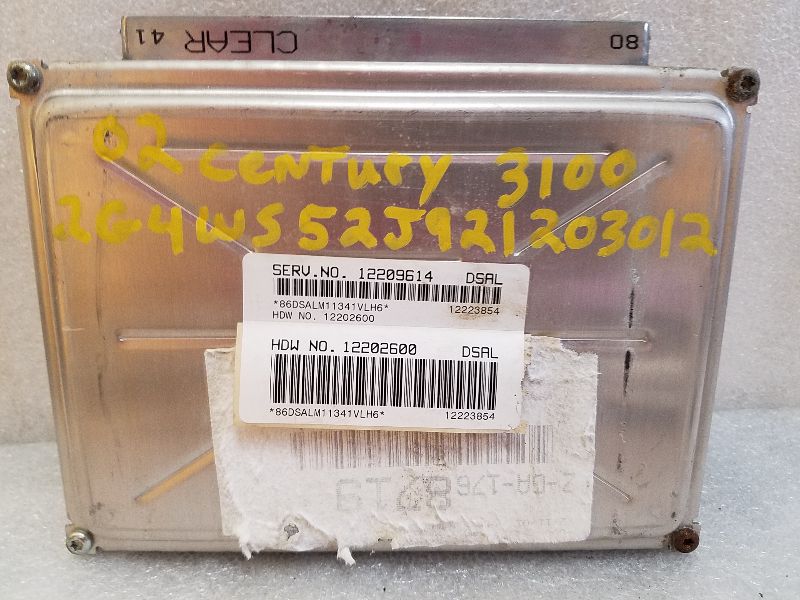 CLEAR 41
80
02 CENTURY 3100
2G4WS52J921203012
SERV.NO. 12209614 DSAL
*86DSALM11341VLH6* 12223854
HDW NO. 12202600
HDW NO. 12202600 DSAL
*86DSALM11341VLH6* 12223854